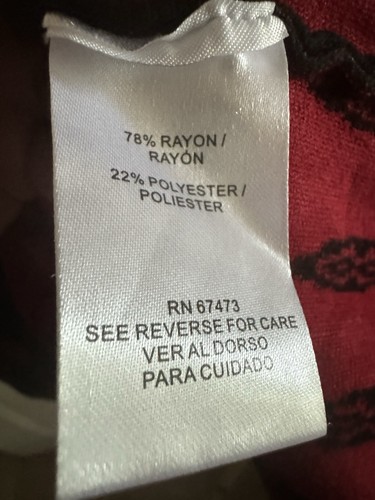 78% RAYON /
RAYÓN
22% POLYESTER /
POLIESTER
RN 67473
SEE REVERSE FOR CARE
VER AL DORSO
PARA CUIDADO